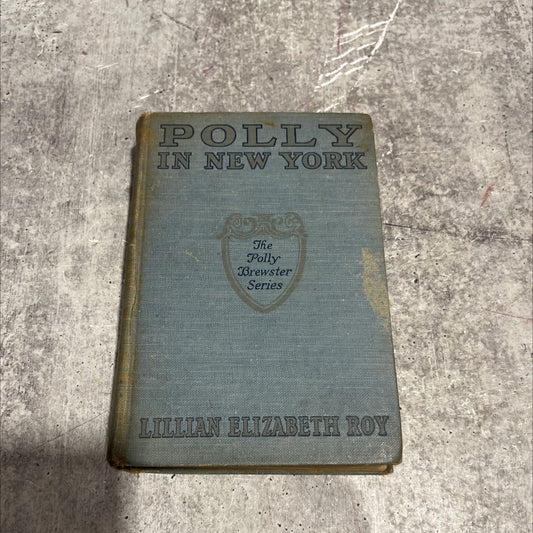 POLLY
IN NEW YORK
The
Polly
Brewster
Series
LILLIAN ELIZABETH ROY